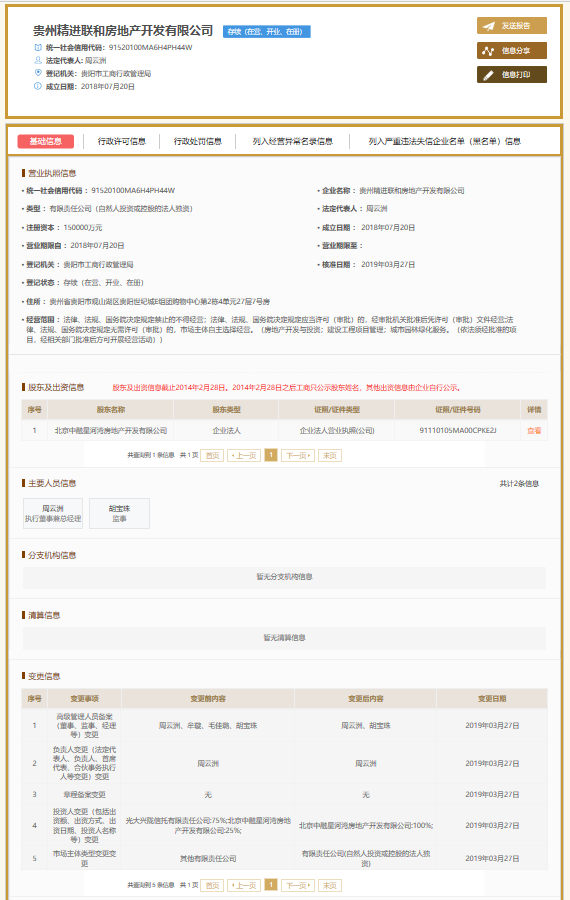 贵州精进联和房地产开发有限公司 存续（在营、开业、在册）
统一社会信用代码：91520100MA6H4PH44W
法定代表人：周云洲
登记机关：贵阳市工商行政管理局
成立日期：2018年07月20日
发送报告
信息分享
信息打印
基础信息 行政许可信息 行政处罚信息 列入经营异常名录信息 列入严重违法失信企业名单（黑名单）信息
营业执照信息
• 统一社会信用代码：91520100MA6H4PH44W
• 企业名称：贵州精进联和房地产开发有限公司
• 类型：有限责任公司（自然人投资或控股的法人独资）
• 法定代表人：周云洲
• 注册资本：150000万元
• 成立日期：2018年07月20日
• 营业期限自：2018年07月20日
• 营业期限至：
• 登记机关：贵阳市工商行政管理局
• 核准日期：2019年03月27日
• 登记状态：存续（在营、开业、在册）
• 住所：贵州省贵阳市观山湖区贵阳世纪城E组团购物中心第2栋4单元27层7号房
• 经营范围：法律、法规、国务院决定规定禁止的不得经营；法律、法规、国务院决定规定应当许可（审批）的，经审批机关批准后凭许可（审批）文件经营;法
律、法规、国务院决定规定无需许可（审批）的，市场主体自主选择经营。（房地产开发与投资；建设工程项目管理；城市园林绿化服务。（依法须经批准的项
目，经相关部门批准后方可开展经营活动））
股东及出资信息 股东及出资信息截止2014年2月28日。2014年2月28日之后工商只公示股东姓名，其他出资信息由企业自行公示。
序号 股东名称 股东类型 证照/证件类型 证照/证件号码 详情
1 北京中融星河湾房地产开发有限公司 企业法人 企业法人营业执照(公司) 91110105MA00CPKE2J 查看
共查询到 1 条信息 共 1 页 首页 上一页 1 下一页 末页
主要人员信息 共计2条信息
周云洲
执行董事兼总经理
胡宝珠
监事
分支机构信息
暂无分支机构信息
清算信息
暂无清算信息
变更信息
序号 变更事项 变更前内容 变更后内容 变更日期
1 高级管理人员备案（董事、监事、经理等）变更 周云洲、牟鼗、毛佳璐、胡宝珠 周云洲、胡宝珠 2019年03月27日
2 负责人变更（法定代表人、负责人、首席代表、合伙事务执行人等变更）变更 周云洲 周云洲 2019年03月27日
3 章程备案变更 无 无 2019年03月27日
4 投资人变更（包括出资额、出资方式、出资日期、投资人名称等）变更 光大兴陇信托有限责任公司:75%;北京中融星河湾房地产开发有限公司:25%; 北京中融星河湾房地产开发有限公司:100%; 2019年03月27日
5 市场主体类型变更变更 其他有限责任公司 有限责任公司(自然人投资或控股的法人独资) 2019年03月27日
共查询到 5 条信息 共 1 页 首页 上一页 1 下一页 末页